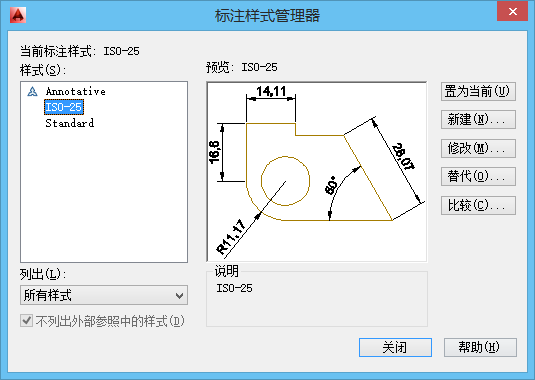 标注样式管理器
当前标注样式: ISO-25
样式(S):
Annotative
ISO-25
Standard
预览: ISO-25
14,11
16,6
28,07
60°
R11,17
置为当前(U)
新建(N)...
修改(M)...
替代(O)...
比较(C)...
列出(L):
所有样式
不列出外部参照中的样式(D)
说明
ISO-25
关闭
帮助(H)